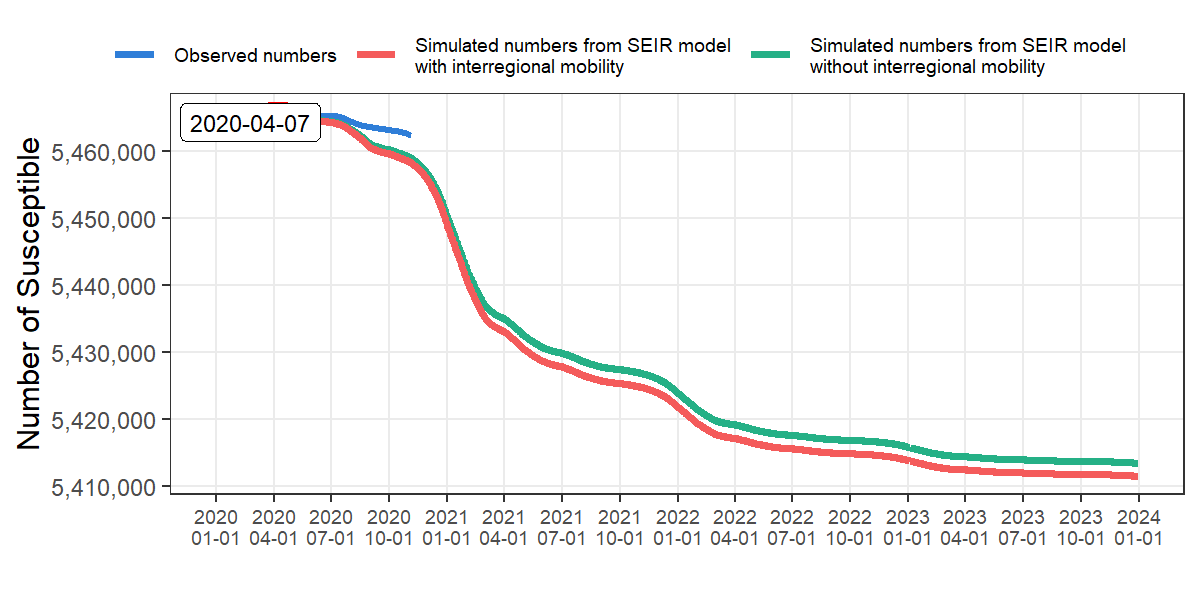 Observed numbers
Simulated numbers from SEIR model
with interregional mobility
Simulated numbers from SEIR model
without interregional mobility
2020-04-07
Number of Susceptible
5,460,000
5,450,000
5,440,000
5,430,000
5,420,000
5,410,000
2020 2020 2020 2020 2021 2021 2021 2021 2022 2022 2022 2022 2023 2023 2023 2023 2024
01-01 04-01 07-01 10-01 01-01 04-01 07-01 10-01 01-01 04-01 07-01 10-01 01-01 04-01 07-01 10-01 01-01